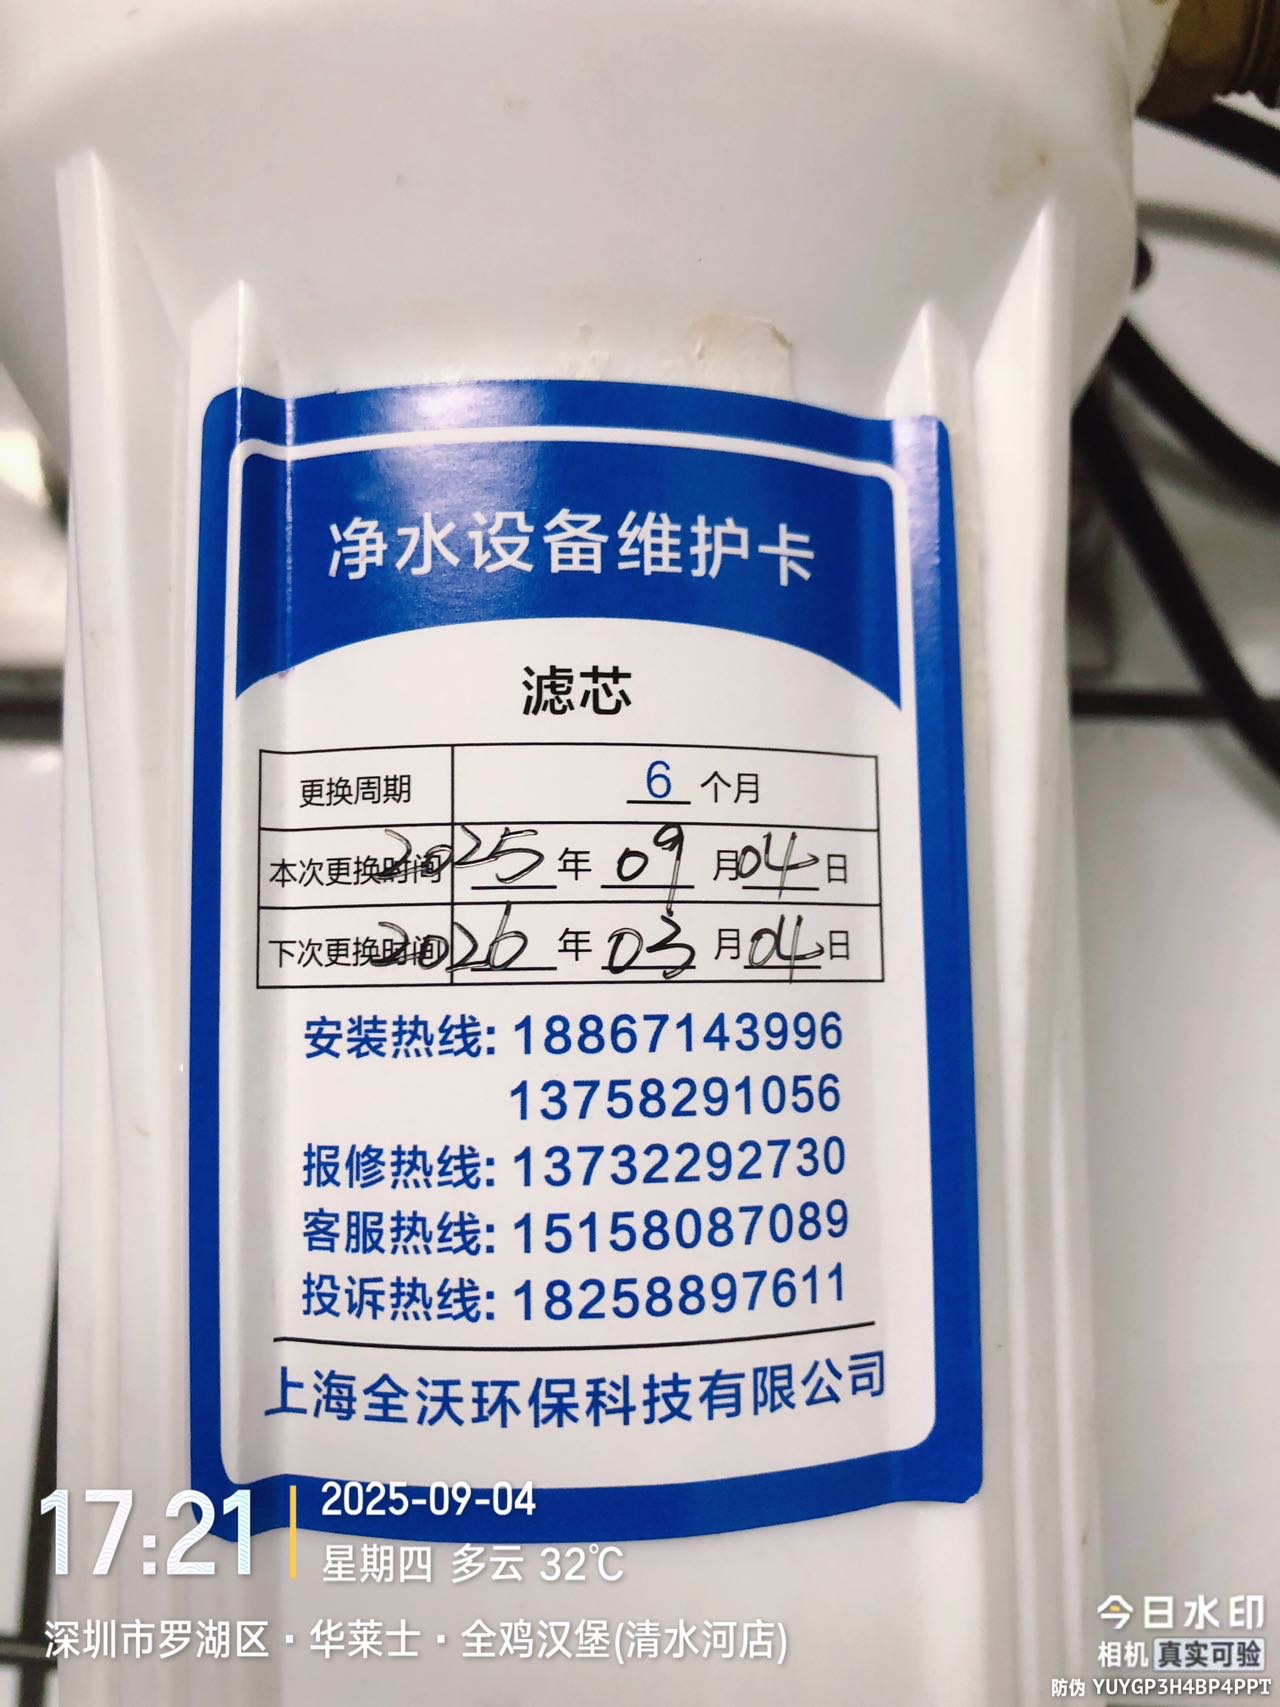 净水设备维护卡
滤芯
更换周期 6 个月
本次更换时间 2025 年 09 月 04 日
下次更换时间 2026 年 03 月 04 日
安装热线: 18867143996
13758291056
报修热线: 13732292730
客服热线: 15158087089
投诉热线: 18258897611
上海全沃环保科技有限公司
17:21
2025-09-04
星期四 多云 32℃
深圳市罗湖区·华莱士·全鸡汉堡(清水河店)
今日水印
相机 真实可验
防伪 YUYGP3H4BP4PPT